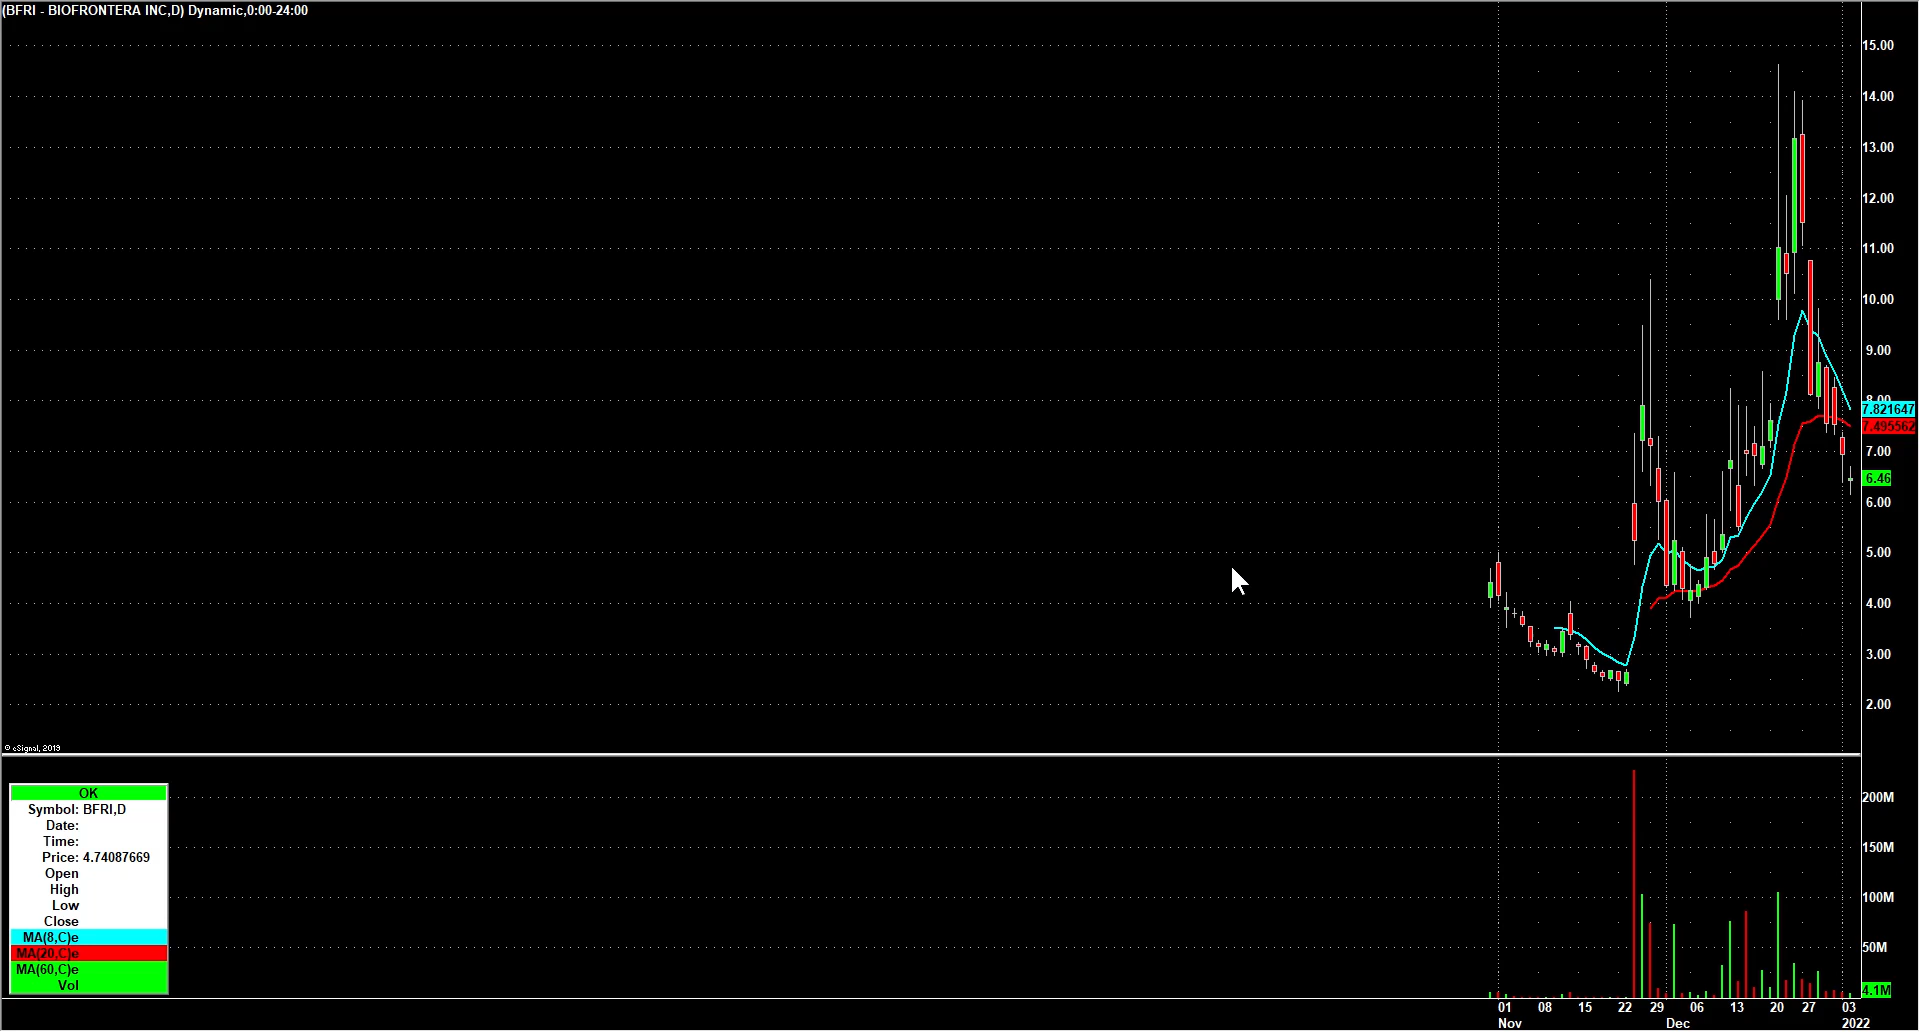 (BFRI - BIOFRONTERA INC,D) Dynamic,0:00-24:00
15.00
14.00
13.00
12.00
11.00
10.00
9.00
8.00
7.821647
7.495562
7.00
6.46
6.00
5.00
4.00
3.00
2.00
© eSignal, 2019
OK
Symbol: BFRI,D
Date:
Time:
Price: 4.74087669
Open
High
Low
Close
MA(8,C)e
MA(20,C)e
MA(60,C)e
Vol
200M
150M
100M
50M
4.1M
01 08 15 22 29 06 13 20 27 03
Nov Dec 2022